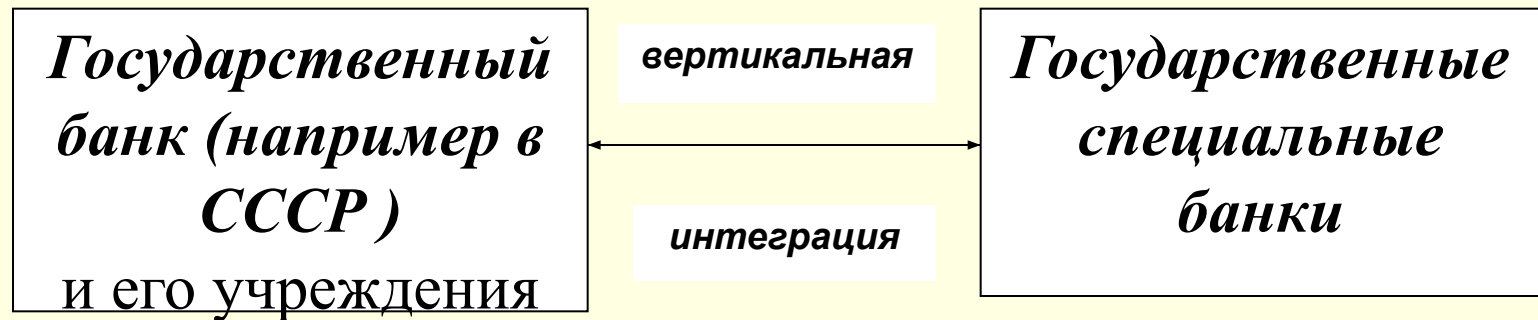 Государственный
банк (например в
СССР )
и его учреждения
вертикальная
интеграция
Государственные
специальные
банки